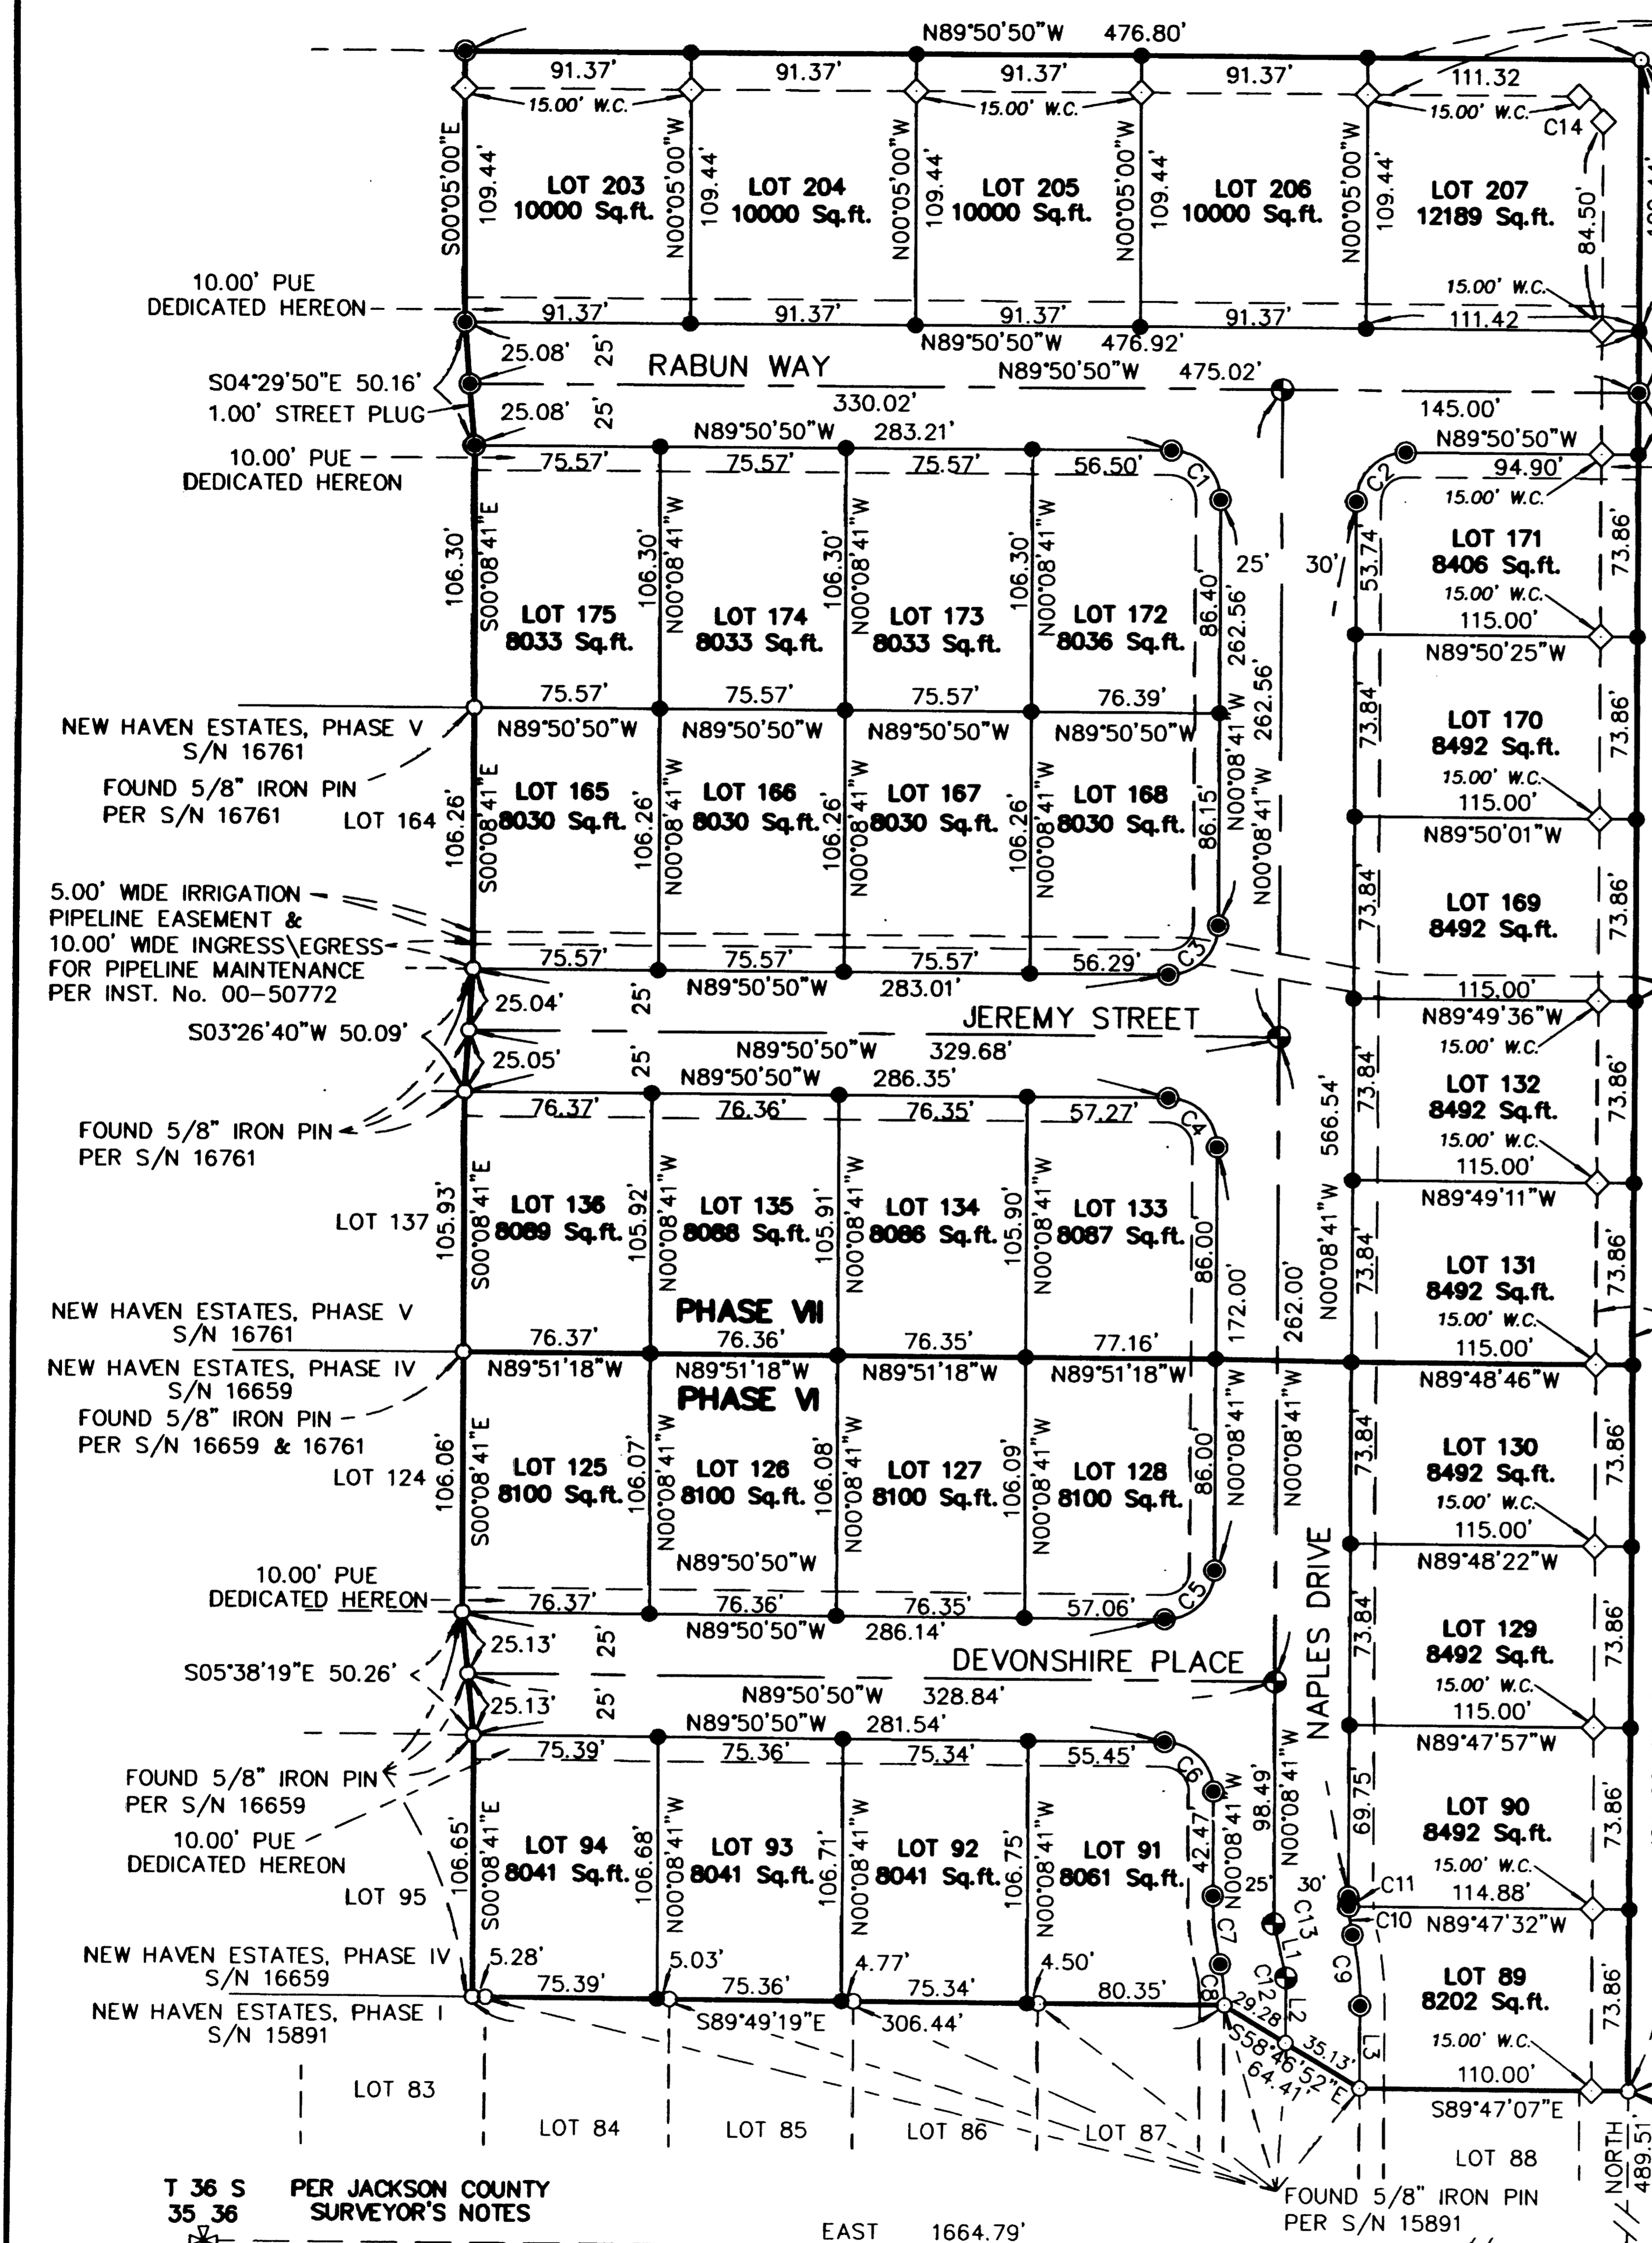 N89°50'50"W 476.80'
91.37' 91.37' 91.37' 91.37' 111.32
15.00' W.C. 15.00' W.C. 15.00' W.C.
C14
S00°05'00"E 109.44' N00°05'00"W 109.44' N00°05'00"W 109.44' N00°05'00"W 109.44' N00°05'00"W 109.44' 84.50'
LOT 203 LOT 204 LOT 205 LOT 206 LOT 207
10000 Sq.ft. 10000 Sq.ft. 10000 Sq.ft. 10000 Sq.ft. 12189 Sq.ft.
10.00' PUE
DEDICATED HEREON
15.00' W.C.
91.37' 91.37' 91.37' 91.37' 111.42
N89°50'50"W 476.92'
25.08' 25' RABUN WAY N89°50'50"W 475.02'
S04°29'50"E 50.16'
1.00' STREET PLUG
25.08' 25' 330.02' 145.00'
N89°50'50"W 283.21' N89°50'50"W
10.00' PUE
DEDICATED HEREON
75.57' 75.57' 75.57' 56.50' C1 C2 94.90'
15.00' W.C.
106.30' S00°08'41"E 106.30' N00°08'41"W 106.30' N00°08'41"W 106.30' N00°08'41"W 86.40' 262.56' 25' 30' 53.74' 73.86'
LOT 171
8406 Sq.ft.
15.00' W.C.
115.00'
N89°50'25"W
LOT 175 LOT 174 LOT 173 LOT 172
8033 Sq.ft. 8033 Sq.ft. 8033 Sq.ft. 8036 Sq.ft.
75.57' 75.57' 75.57' 76.39'
N89°50'50"W N89°50'50"W N89°50'50"W N89°50'50"W
NEW HAVEN ESTATES, PHASE V
S/N 16761
FOUND 5/8" IRON PIN
PER S/N 16761
LOT 164
N00°08'41"W 262.56' N00°08'41"W
73.84' 73.86'
LOT 170
8492 Sq.ft.
15.00' W.C.
115.00'
N89°50'01"W
LOT 165 LOT 166 LOT 167 LOT 168
8030 Sq.ft. 8030 Sq.ft. 8030 Sq.ft. 8030 Sq.ft.
106.26' S00°08'41"E 106.26' N00°08'41"W 106.26' N00°08'41"W 106.26' N00°08'41"W 86.15'
5.00' WIDE IRRIGATION
PIPELINE EASEMENT &
10.00' WIDE INGRESS\EGRESS
FOR PIPELINE MAINTENANCE
PER INST. No. 00-50772
73.84' 73.86'
LOT 169
8492 Sq.ft.
75.57' 75.57' 75.57' 56.29' C3
N89°50'50"W 283.01'
115.00'
N89°49'36"W
15.00' W.C.
25.04' 25' JEREMY STREET
S03°26'40"W 50.09'
25.05' 25' N89°50'50"W 329.68'
N89°50'50"W 286.35'
76.37' 76.36' 76.35' 57.27' C4
FOUND 5/8" IRON PIN
PER S/N 16761
73.84' 73.86'
LOT 132
8492 Sq.ft.
15.00' W.C.
115.00'
N89°49'11"W
N00°08'41"W 566.54'
105.93' S00°08'41"E 105.92' N00°08'41"W 105.91' N00°08'41"W 105.90' N00°08'41"W 86.00' 172.00' 262.00'
LOT 137
LOT 136 LOT 135 LOT 134 LOT 133
8089 Sq.ft. 8088 Sq.ft. 8086 Sq.ft. 8087 Sq.ft.
73.84' 73.86'
LOT 131
8492 Sq.ft.
15.00' W.C.
115.00'
N89°48'46"W
NEW HAVEN ESTATES, PHASE V
S/N 16761
PHASE VII
76.37' 76.36' 76.35' 77.16'
N89°51'18"W N89°51'18"W N89°51'18"W N89°51'18"W
PHASE VI
NEW HAVEN ESTATES, PHASE IV
S/N 16659
FOUND 5/8" IRON PIN
PER S/N 16659 & 16761
LOT 124
106.06' S00°08'41"E 106.07' N00°08'41"W 106.08' N00°08'41"W 106.09' N00°08'41"W 86.00' N00°08'41"W N00°08'41"W
LOT 125 LOT 126 LOT 127 LOT 128
8100 Sq.ft. 8100 Sq.ft. 8100 Sq.ft. 8100 Sq.ft.
73.84' 73.86'
LOT 130
8492 Sq.ft.
15.00' W.C.
115.00'
N89°48'22"W
N89°50'50"W
10.00' PUE
DEDICATED HEREON
76.37' 76.36' 76.35' 57.06' C5
N89°50'50"W 286.14'
NAPLES DRIVE
73.84' 73.86'
LOT 129
8492 Sq.ft.
15.00' W.C.
115.00'
N89°47'57"W
25.13' 25' DEVONSHIRE PLACE
S05°38'19"E 50.26'
25.13' 25' N89°50'50"W 328.84'
N89°50'50"W 281.54'
75.39' 75.36' 75.34' 55.45' C6
FOUND 5/8" IRON PIN
PER S/N 16659
10.00' PUE
DEDICATED HEREON
LOT 95
106.65' S00°08'41"E 106.68' N00°08'41"W 106.71' N00°08'41"W 106.75' N00°08'41"W 42.47' N00°08'41"W 98.49' N00°08'41"W
LOT 94 LOT 93 LOT 92 LOT 91
8041 Sq.ft. 8041 Sq.ft. 8041 Sq.ft. 8061 Sq.ft.
69.75' 73.86'
LOT 90
8492 Sq.ft.
15.00' W.C.
25' 30' C11 114.88'
C10 N89°47'32"W
C7 C13 L1 C9
NEW HAVEN ESTATES, PHASE IV
S/N 16659
5.28' 5.03' 4.77' 4.50'
75.39' 75.36' 75.34' 80.35' C8 C12 L2
S89°49'19"E 306.44'
NEW HAVEN ESTATES, PHASE I
S/N 15891
LOT 89
8202 Sq.ft.
73.86'
15.00' W.C.
29.28 35.13' L3
S58°46'52"E
64.41'
110.00'
S89°47'07"E
LOT 83 LOT 84 LOT 85 LOT 86 LOT 87 LOT 88
NORTH
489.51'
FOUND 5/8" IRON PIN
PER S/N 15891
T 36 S PER JACKSON COUNTY
35 36 SURVEYOR'S NOTES
EAST 1664.79'